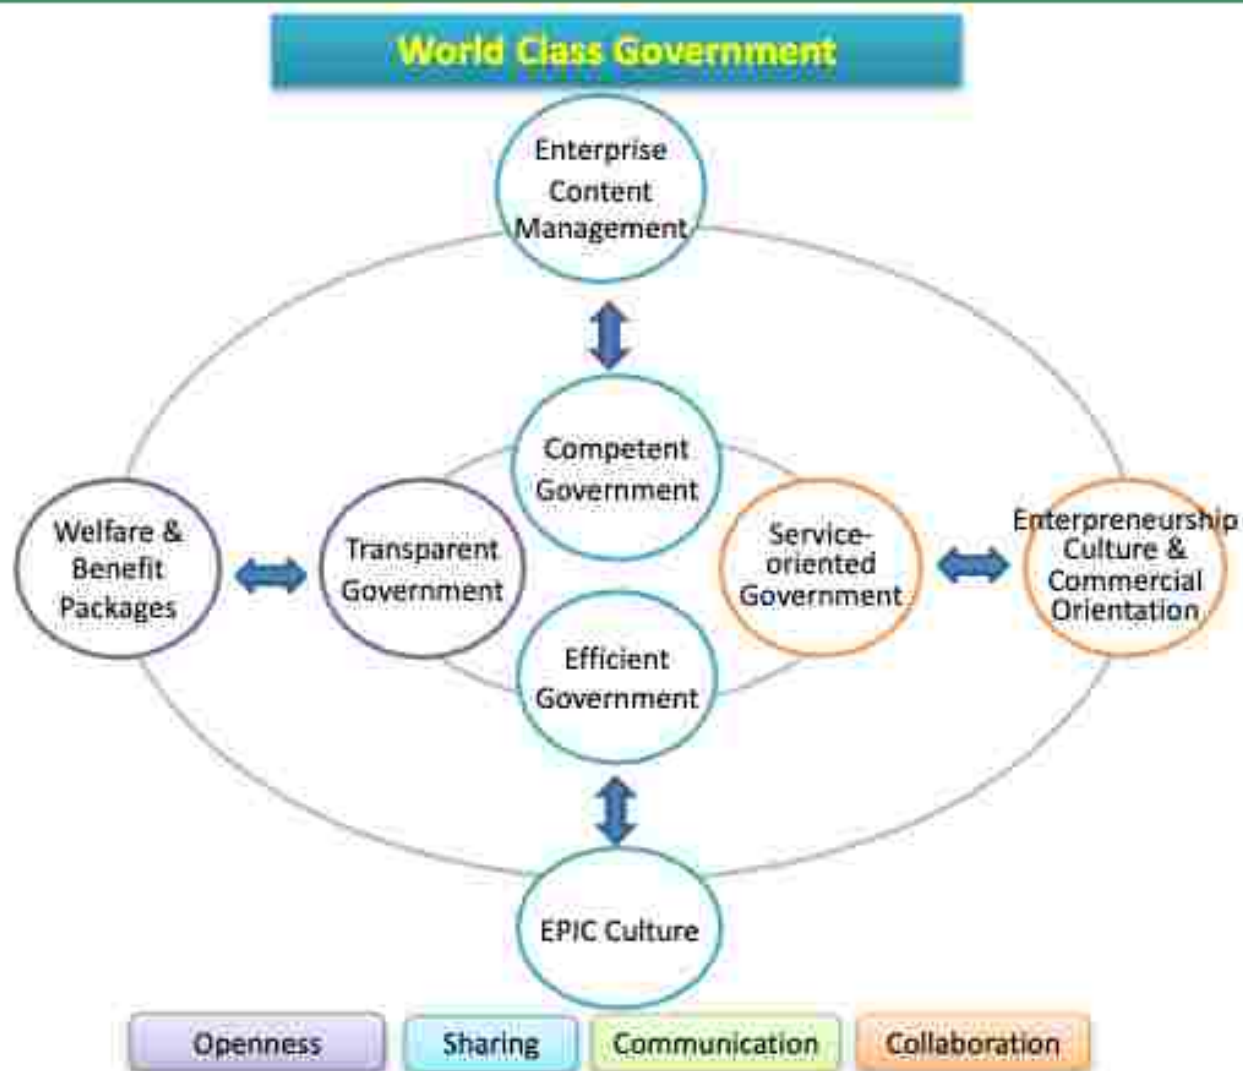 World Class Government
Enterprise
Content
Management
Competent
Government
Welfare &
Benefit
Packages
Transparent
Government
Service-
oriented
Government
Enterpreneurship
Culture &
Commercial
Orientation
Efficient
Government
EPIC Culture
Openness
Sharing
Communication
Collaboration